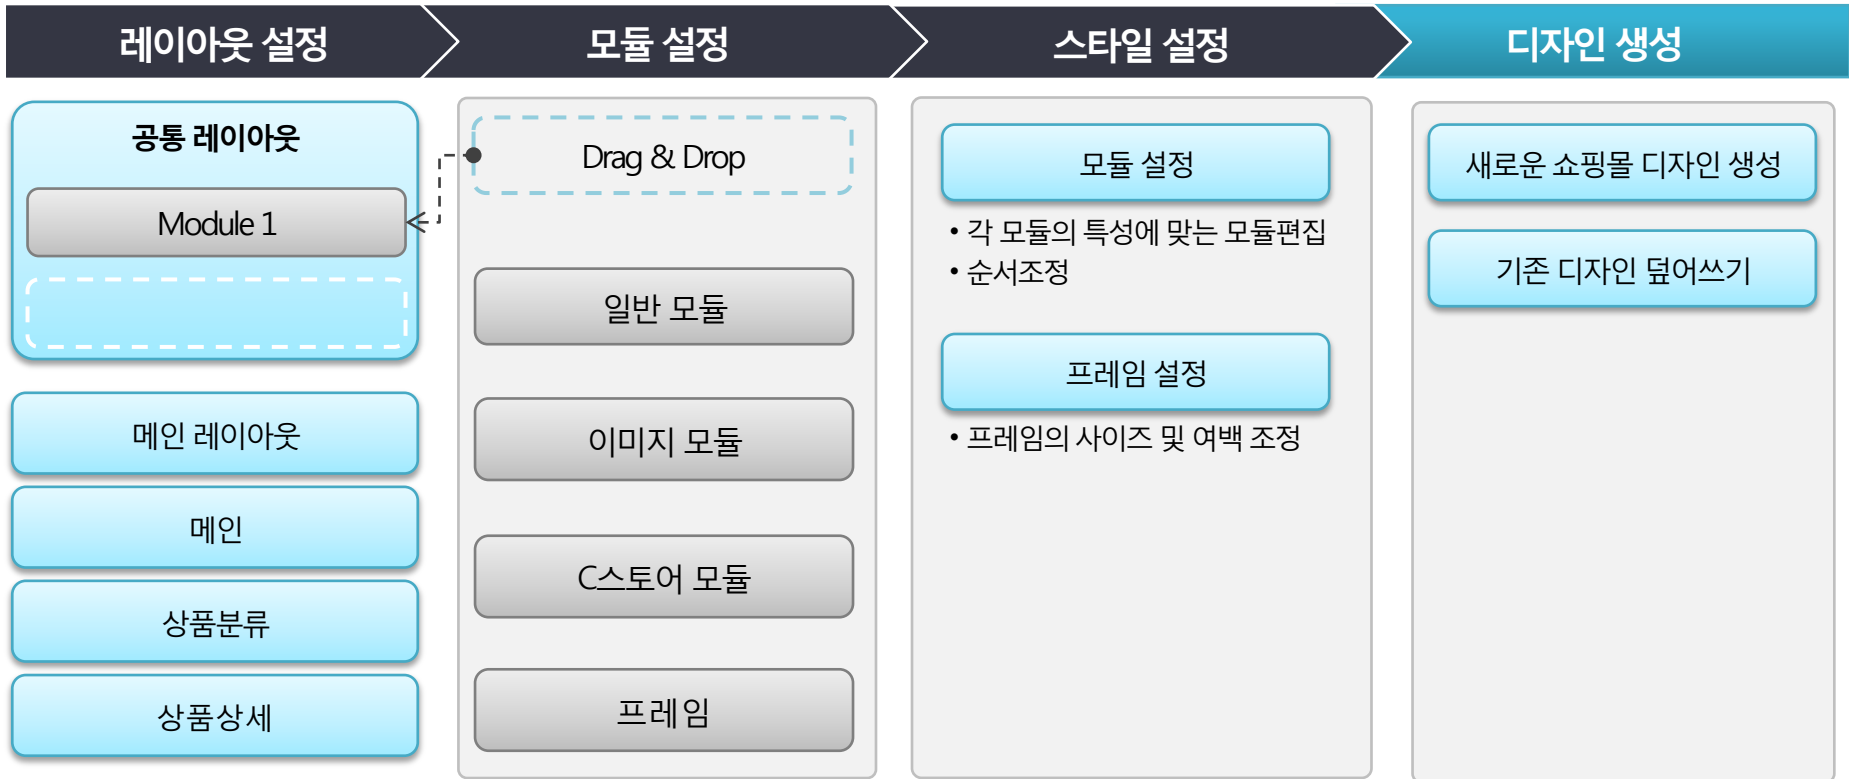 레이아웃 설정
모듈 설정
스타일 설정
디자인 생성
공통 레이아웃
Module 1
메인 레이아웃
메인
상품분류
상품상세
Drag & Drop
일반 모듈
이미지 모듈
C스토어 모듈
프레임
모듈 설정
• 각 모듈의 특성에 맞는 모듈편집
• 순서조정
프레임 설정
• 프레임의 사이즈 및 여백 조정
새로운 쇼핑몰 디자인 생성
기존 디자인 덮어쓰기